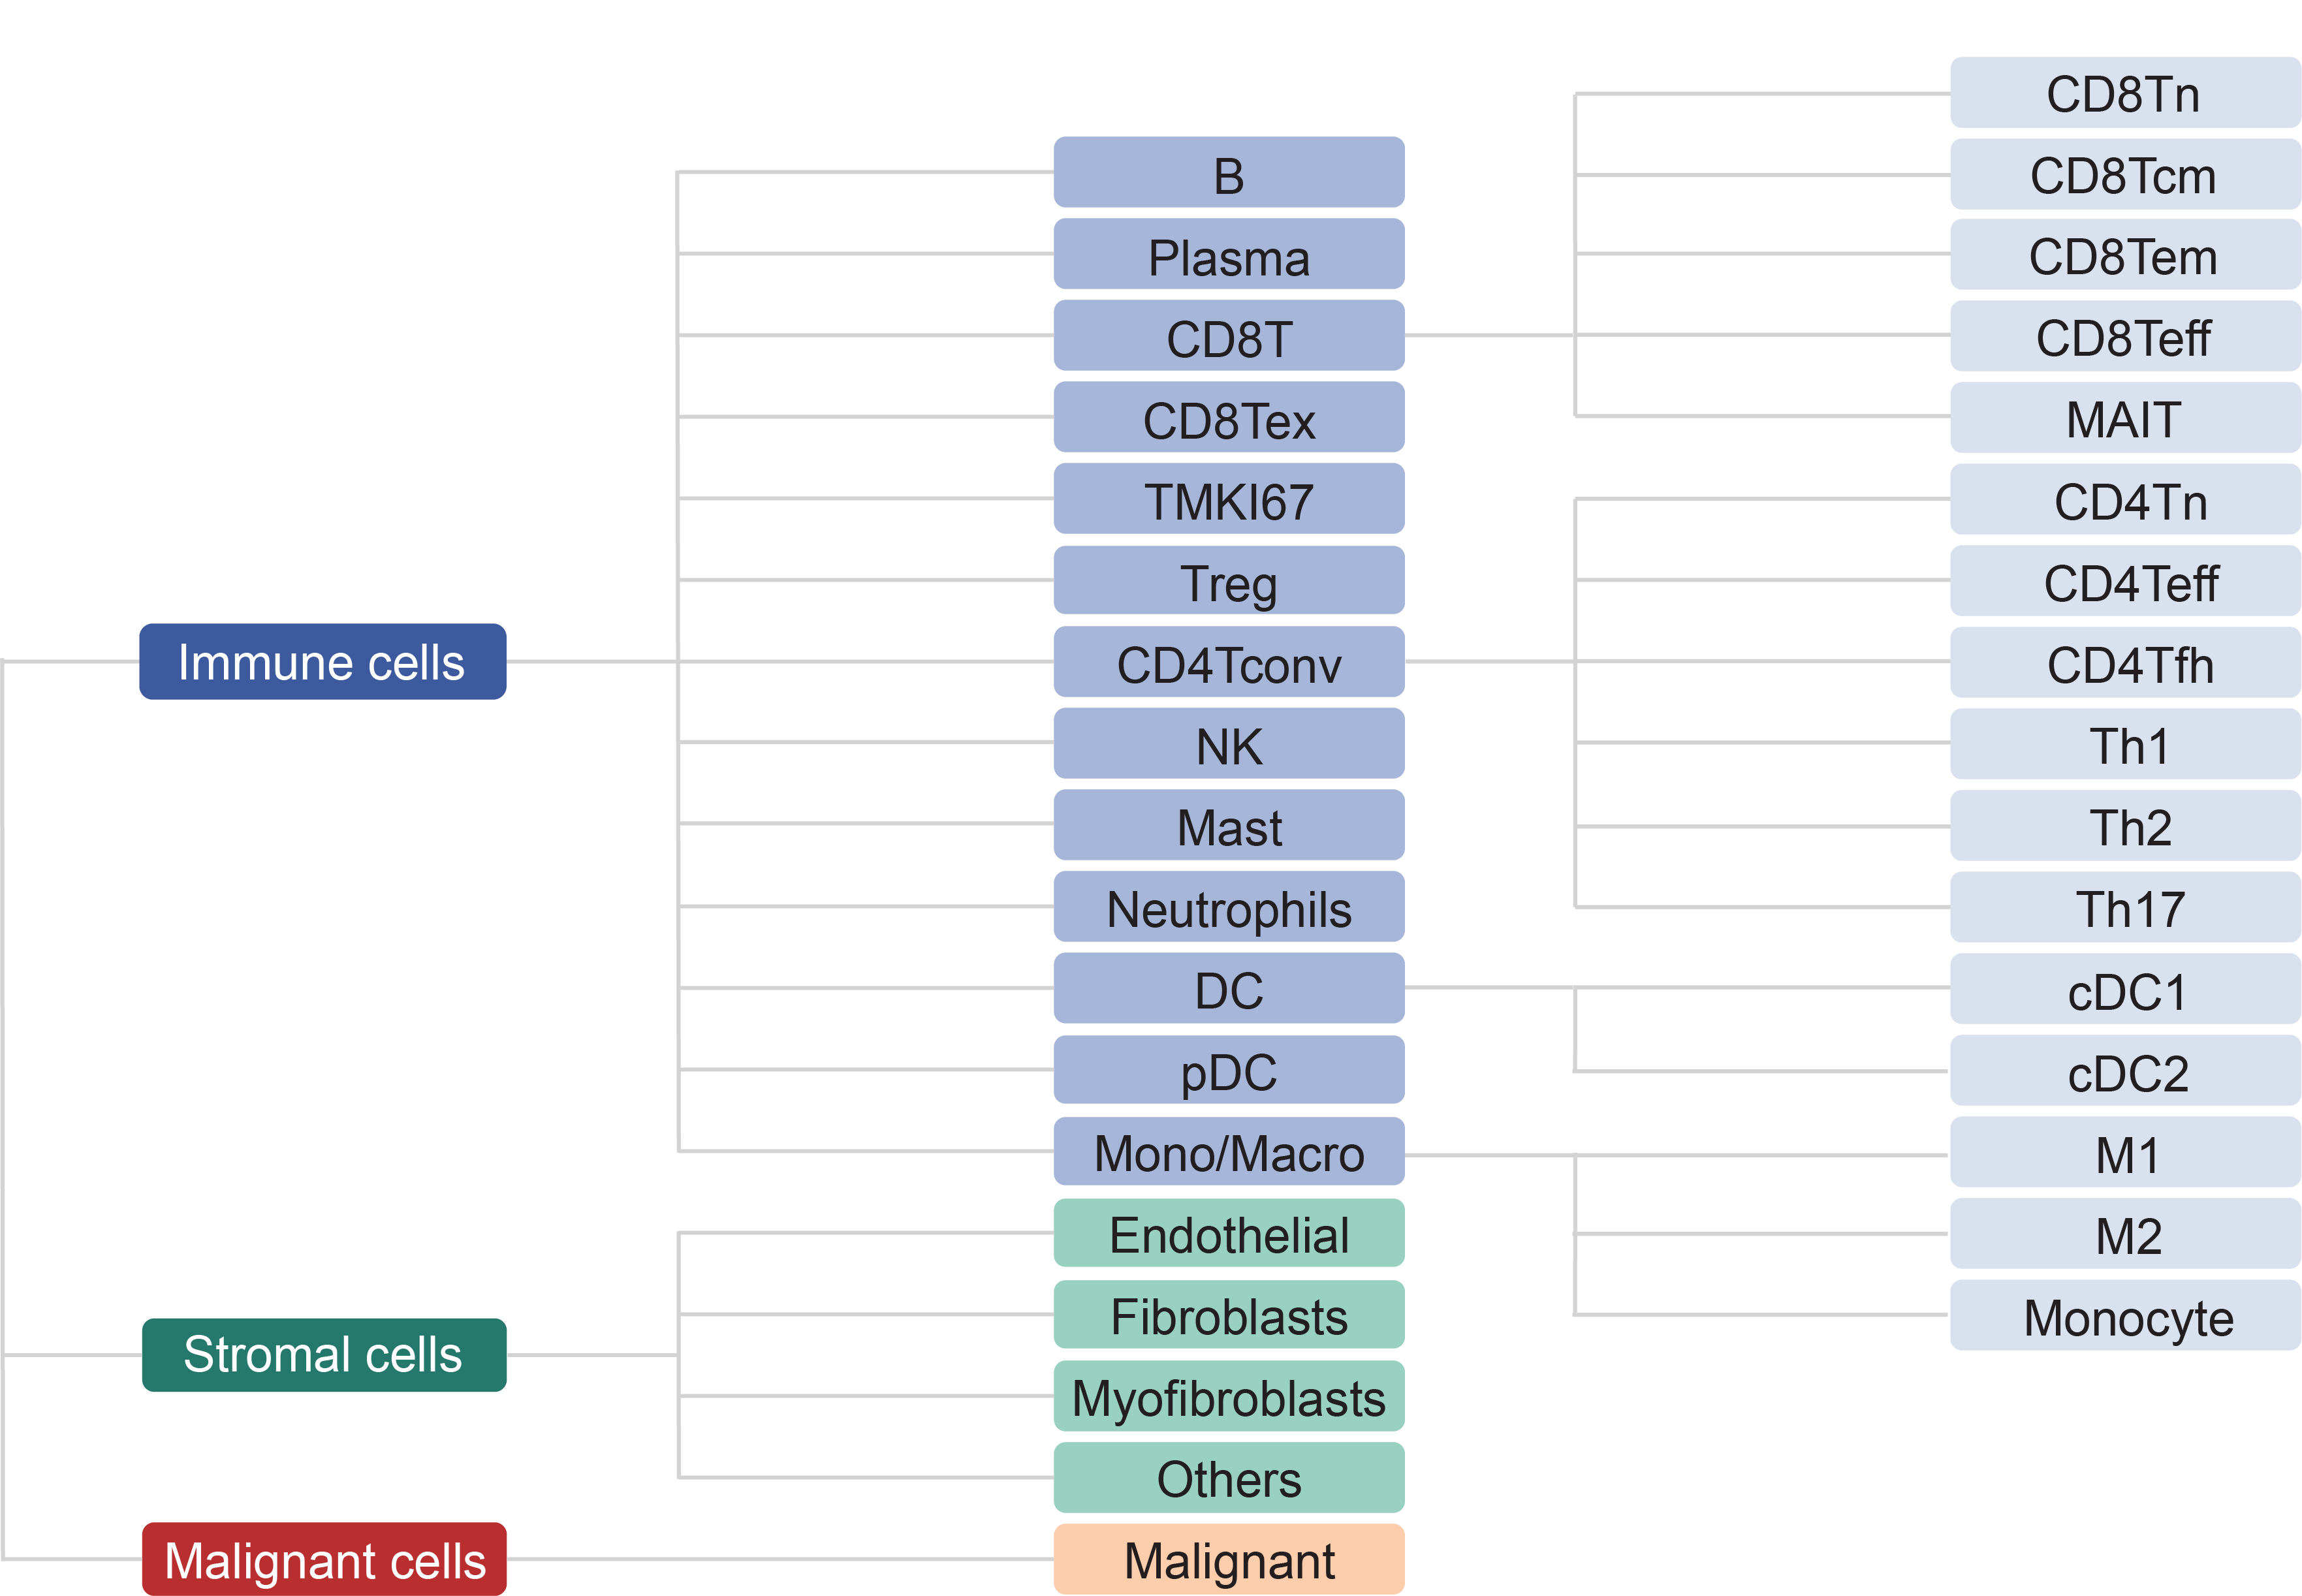 Immune cells
Stromal cells
Malignant cells
B
Plasma
CD8T
CD8Tex
TMKI67
Treg
CD4Tconv
NK
Mast
Neutrophils
DC
pDC
Mono/Macro
Endothelial
Fibroblasts
Myofibroblasts
Others
Malignant
CD8Tn
CD8Tcm
CD8Tem
CD8Teff
MAIT
CD4Tn
CD4Teff
CD4Tfh
Th1
Th2
Th17
cDC1
cDC2
M1
M2
Monocyte